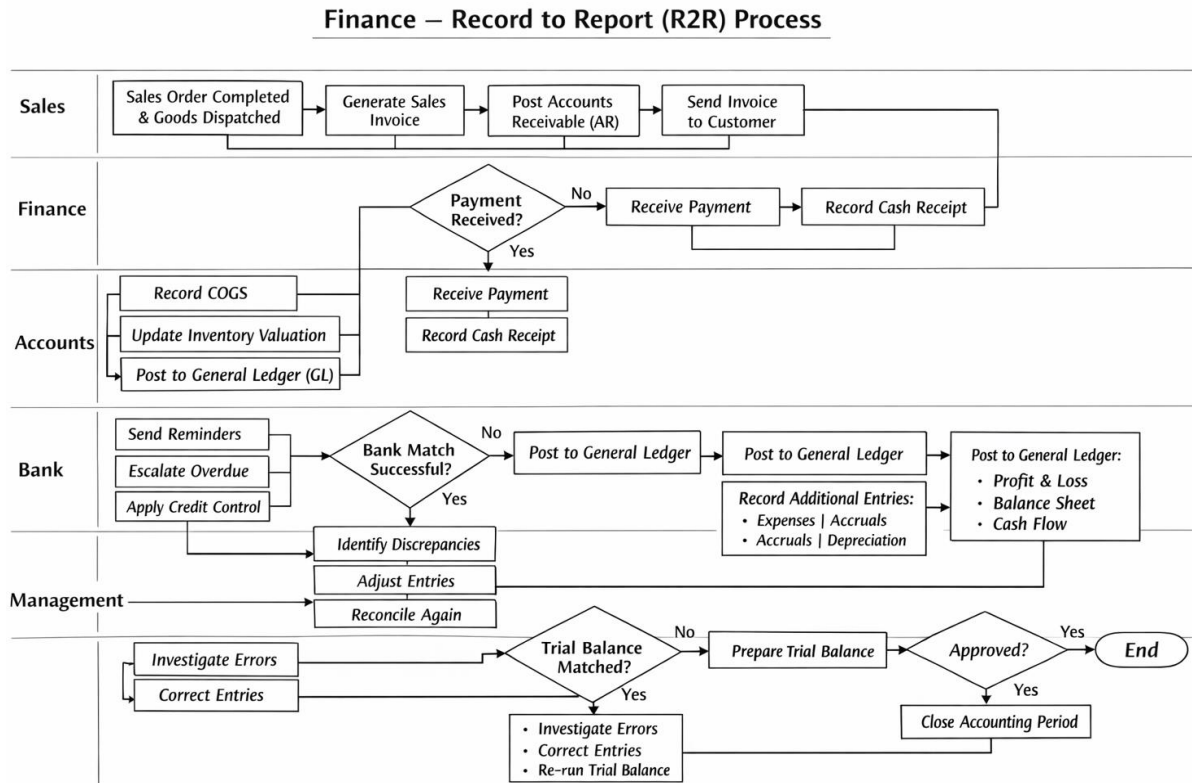 Finance – Record to Report (R2R) Process
Sales
Sales Order Completed
& Goods Dispatched
Generate Sales
Invoice
Post Accounts
Receivable (AR)
Send Invoice
to Customer
Finance
Payment
Received?
No
Yes
Receive Payment
Record Cash Receipt
Accounts
Record COGS
Update Inventory Valuation
Post to General Ledger (GL)
Receive Payment
Record Cash Receipt
Bank
Send Reminders
Escalate Overdue
Apply Credit Control
Bank Match
Successful?
No
Yes
Post to General Ledger
Post to General Ledger
Record Additional Entries:
• Expenses | Accruals
• Accruals | Depreciation
Post to General Ledger:
• Profit & Loss
• Balance Sheet
• Cash Flow
Identify Discrepancies
Adjust Entries
Reconcile Again
Management
Investigate Errors
Correct Entries
Trial Balance
Matched?
No
Yes
Prepare Trial Balance
Approved?
Yes
End
Yes
Close Accounting Period
• Investigate Errors
• Correct Entries
• Re-run Trial Balance